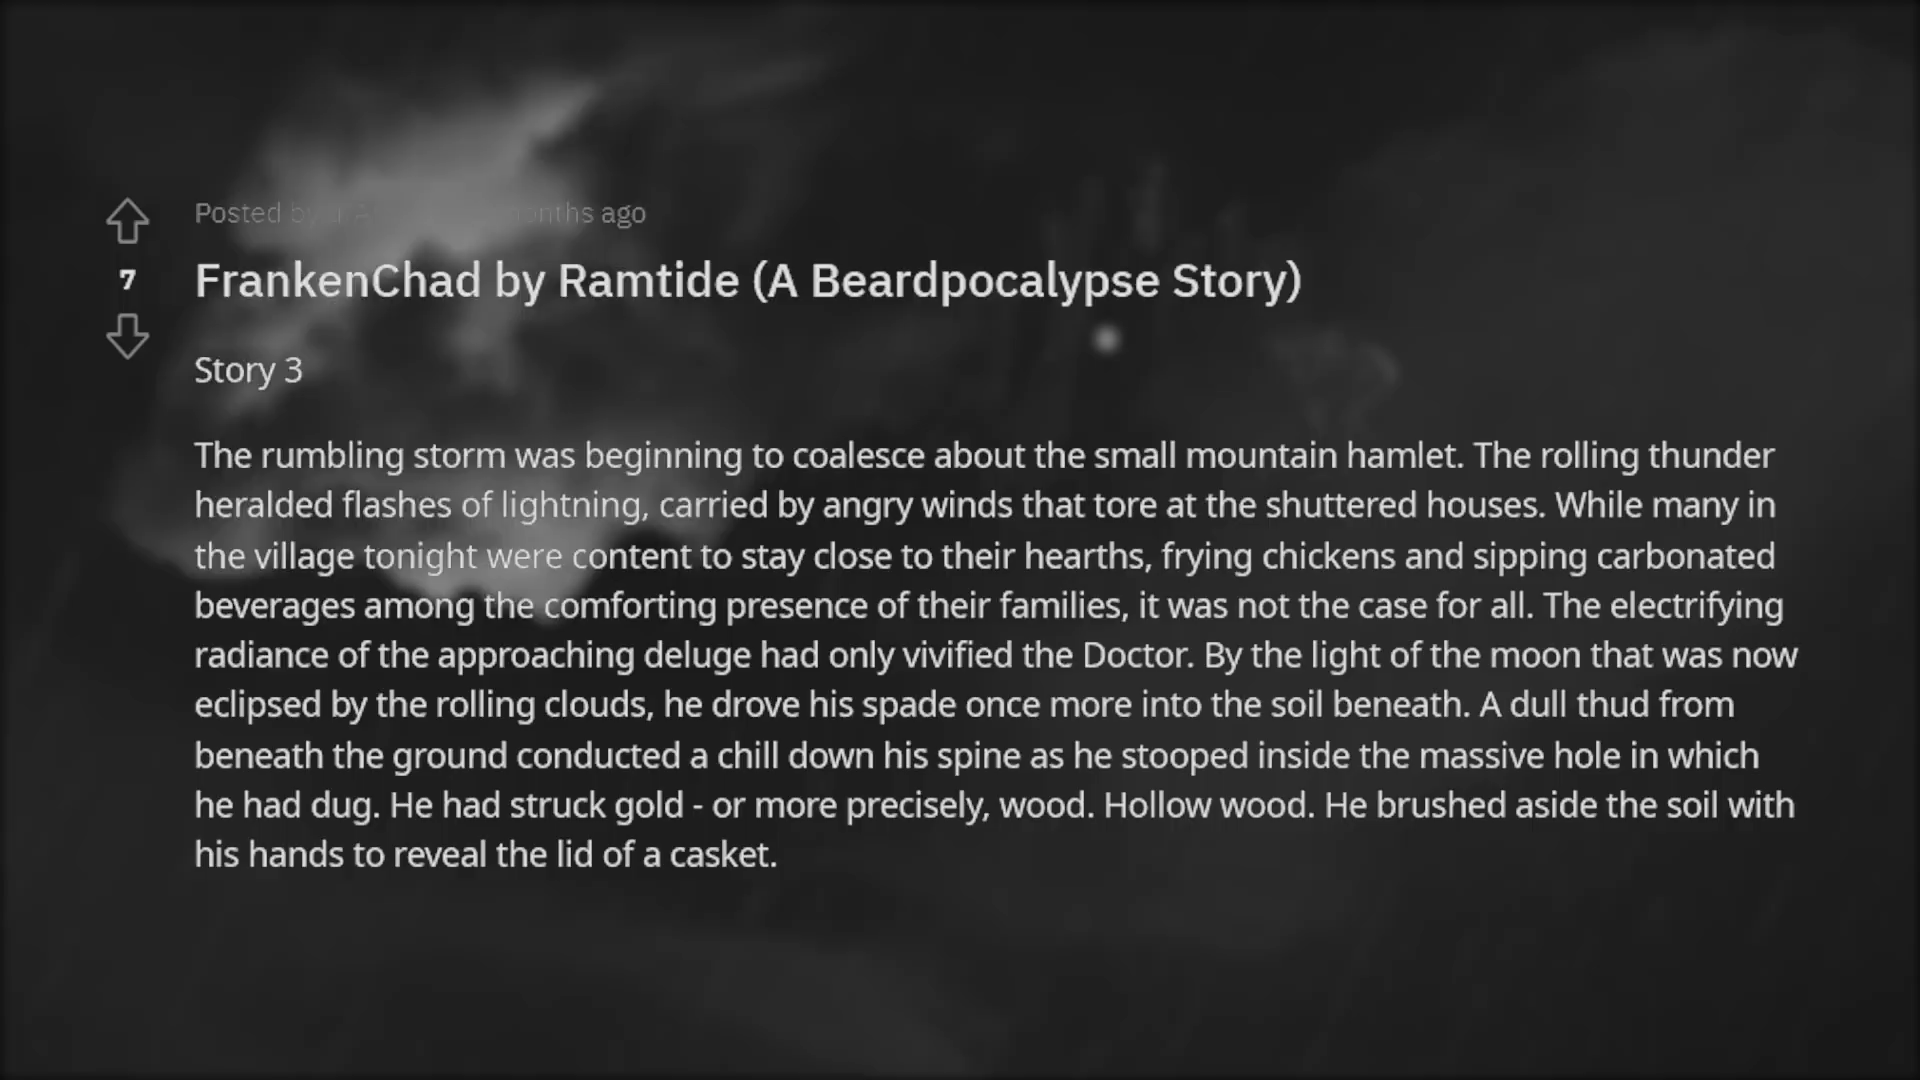 Posted by months ago
7
FrankenChad by Ramtide (A Beardpocalypse Story)
Story 3
The rumbling storm was beginning to coalesce about the small mountain hamlet. The rolling thunder
heralded flashes of lightning, carried by angry winds that tore at the shuttered houses. While many in
the village tonight were content to stay close to their hearths, frying chickens and sipping carbonated
beverages among the comforting presence of their families, it was not the case for all. The electrifying
radiance of the approaching deluge had only vivified the Doctor. By the light of the moon that was now
eclipsed by the rolling clouds, he drove his spade once more into the soil beneath. A dull thud from
beneath the ground conducted a chill down his spine as he stooped inside the massive hole in which
he had dug. He had struck gold - or more precisely, wood. Hollow wood. He brushed aside the soil with
his hands to reveal the lid of a casket.